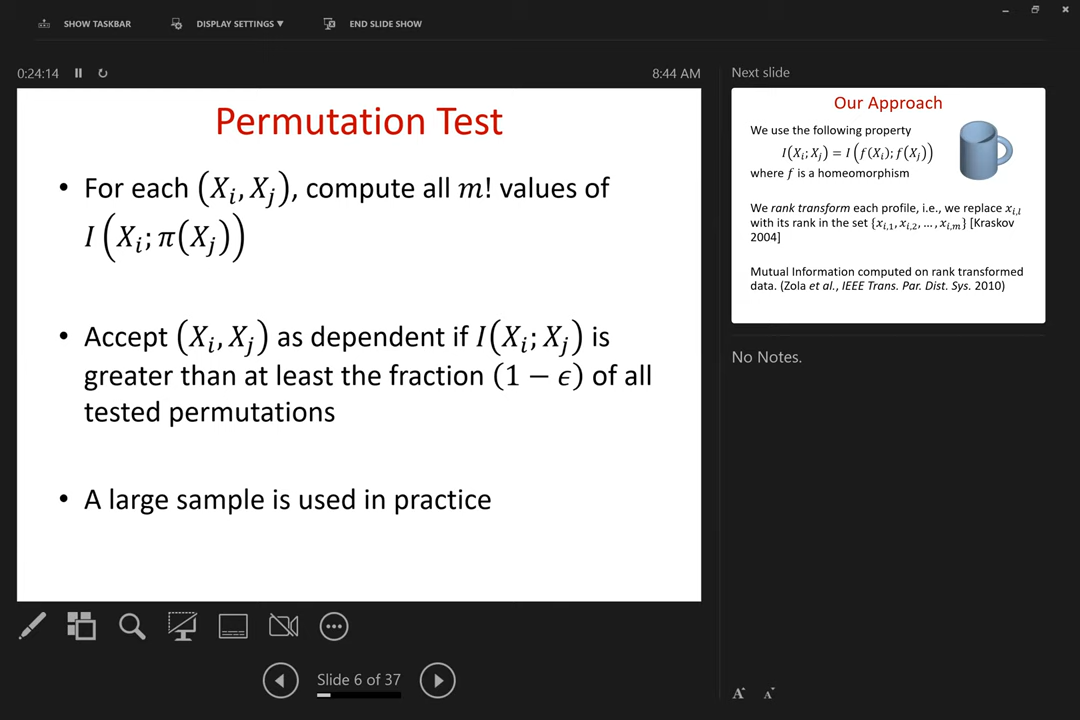 SHOW TASKBAR
DISPLAY SETTINGS ▼
END SLIDE SHOW
0:24:14
8:44 AM
Permutation Test
• For each (Xᵢ, Xⱼ), compute all m! values of
I (Xᵢ; π(Xⱼ))
• Accept (Xᵢ, Xⱼ) as dependent if I(Xᵢ; Xⱼ) is
greater than at least the fraction (1 − ϵ) of all
tested permutations
• A large sample is used in practice
Slide 6 of 37
Next slide
Our Approach
We use the following property
I(Xᵢ; Xⱼ) = I (f(Xᵢ); f(Xⱼ))
where f is a homeomorphism
We rank transform each profile, i.e., we replace xᵢ,ₗ
with its rank in the set {xᵢ,₁, xᵢ,₂, … , xᵢ,ₘ} [Kraskov
2004]
Mutual Information computed on rank transformed
data. (Zola et al., IEEE Trans. Par. Dist. Sys. 2010)
No Notes.
A A